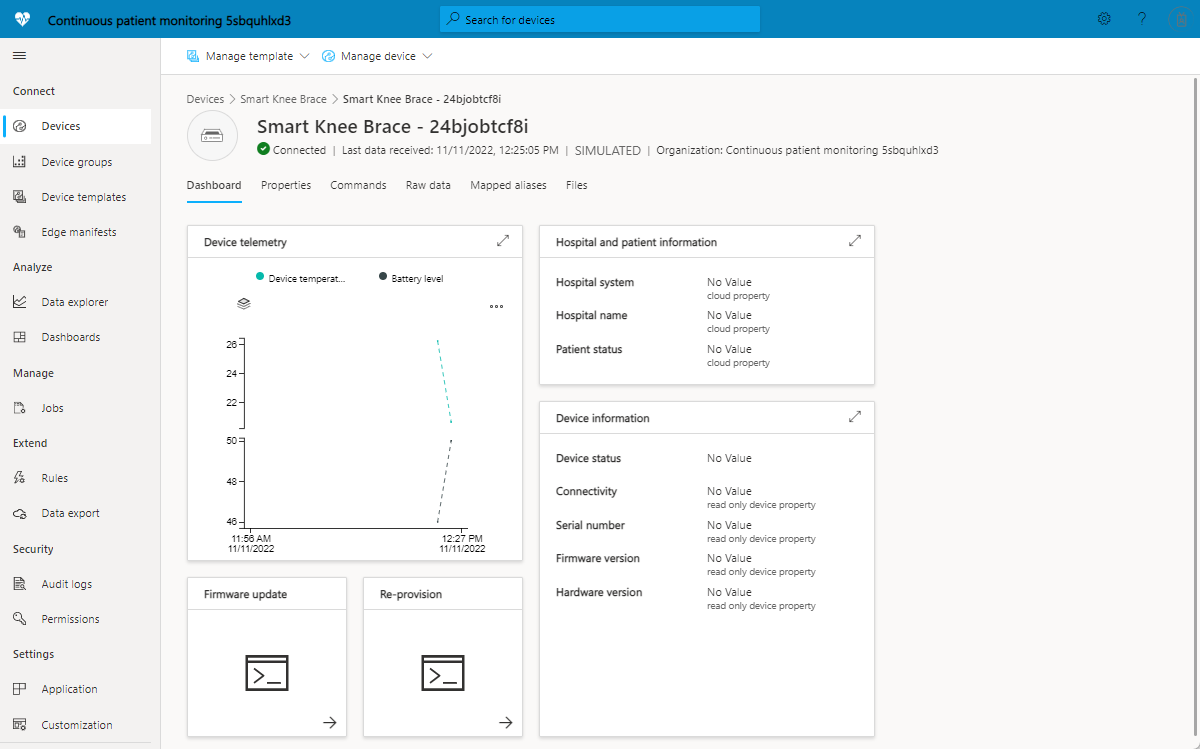 Continuous patient monitoring 5sbquhlxd3
Search for devices
?
Manage template
Manage device
Connect
Devices
Device groups
Device templates
Edge manifests
Analyze
Data explorer
Dashboards
Manage
Jobs
Extend
Rules
Data export
Security
Audit logs
Permissions
Settings
Application
Customization
Devices > Smart Knee Brace > Smart Knee Brace - 24bjobtcf8i
Smart Knee Brace - 24bjobtcf8i
Connected | Last data received: 11/11/2022, 12:25:05 PM | SIMULATED | Organization: Continuous patient monitoring 5sbquhlxd3
Dashboard Properties Commands Raw data Mapped aliases Files
Device telemetry
Device temperat... Battery level
26
24
22
50
48
46
11:56 AM 12:27 PM
11/11/2022 11/11/2022
Hospital and patient information
Hospital system No Value
cloud property
Hospital name No Value
cloud property
Patient status No Value
cloud property
Device information
Device status No Value
Connectivity No Value
read only device property
Serial number No Value
read only device property
Firmware version No Value
read only device property
Hardware version No Value
read only device property
Firmware update
Re-provision